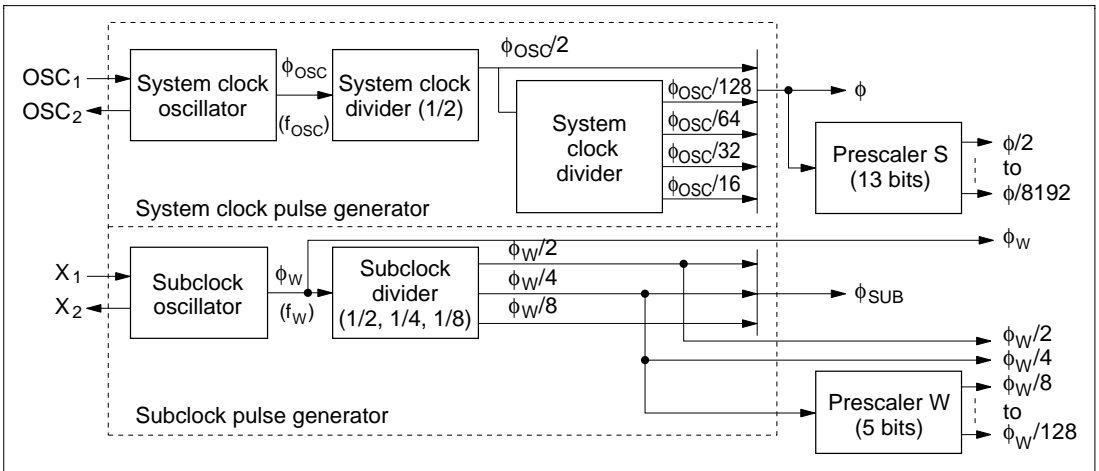 OSC1
OSC2
System clock
oscillator
ϕOSC
(fOSC)
System clock
divider (1/2)
ϕOSC/2
System
clock
divider
ϕOSC/128
ϕOSC/64
ϕOSC/32
ϕOSC/16
ϕ
Prescaler S
(13 bits)
ϕ/2
to
ϕ/8192
System clock pulse generator
X1
X2
Subclock
oscillator
ϕW
(fW)
Subclock
divider
(1/2, 1/4, 1/8)
ϕW/2
ϕW/4
ϕW/8
ϕW
ϕSUB
ϕW/2
ϕW/4
Prescaler W
(5 bits)
ϕW/8
to
ϕW/128
Subclock pulse generator